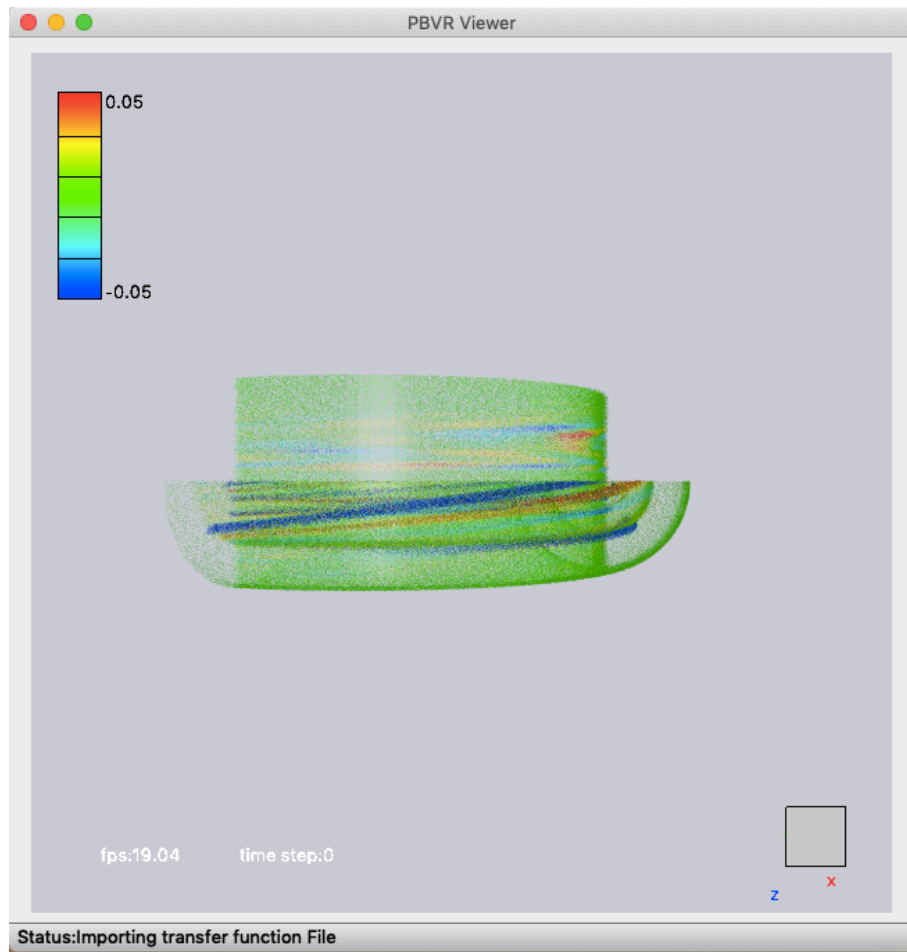 PBVR Viewer
0.05
-0.05
fps:19.04 time step:0
x
z
Status:Importing transfer function File